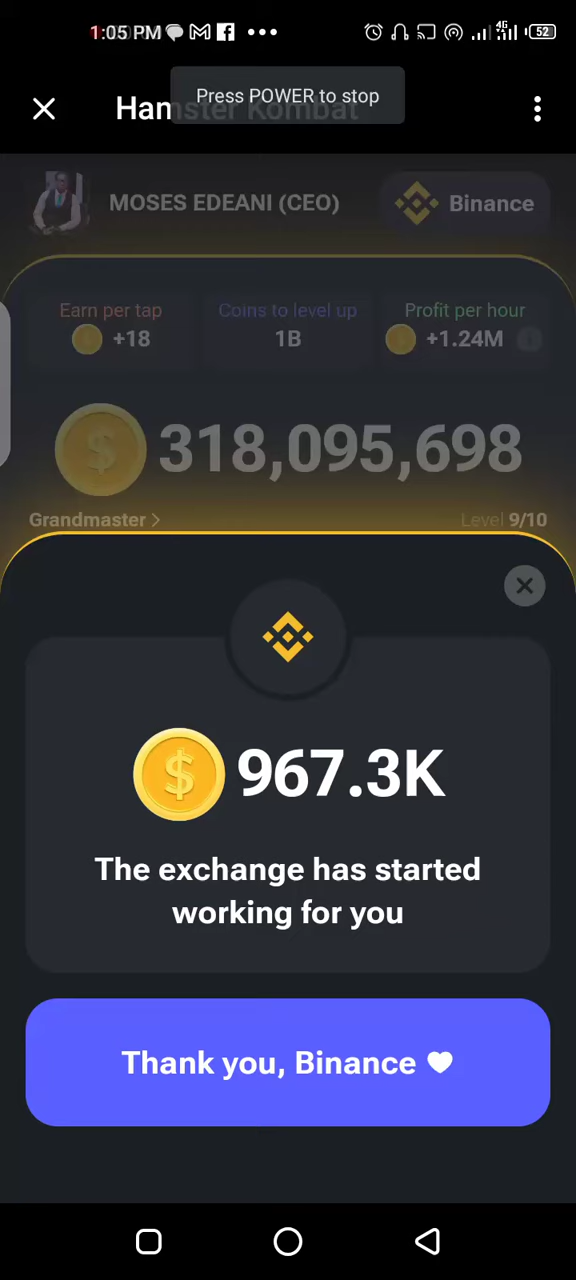 1:05 PM
4G
52
Hamster Kombat
Press POWER to stop
MOSES EDEANI (CEO)
Binance
Earn per tap
Coins to level up
Profit per hour
+18
1B
+1.24M
318,095,698
Grandmaster >
Level 9/10
967.3K
The exchange has started
working for you
Thank you, Binance